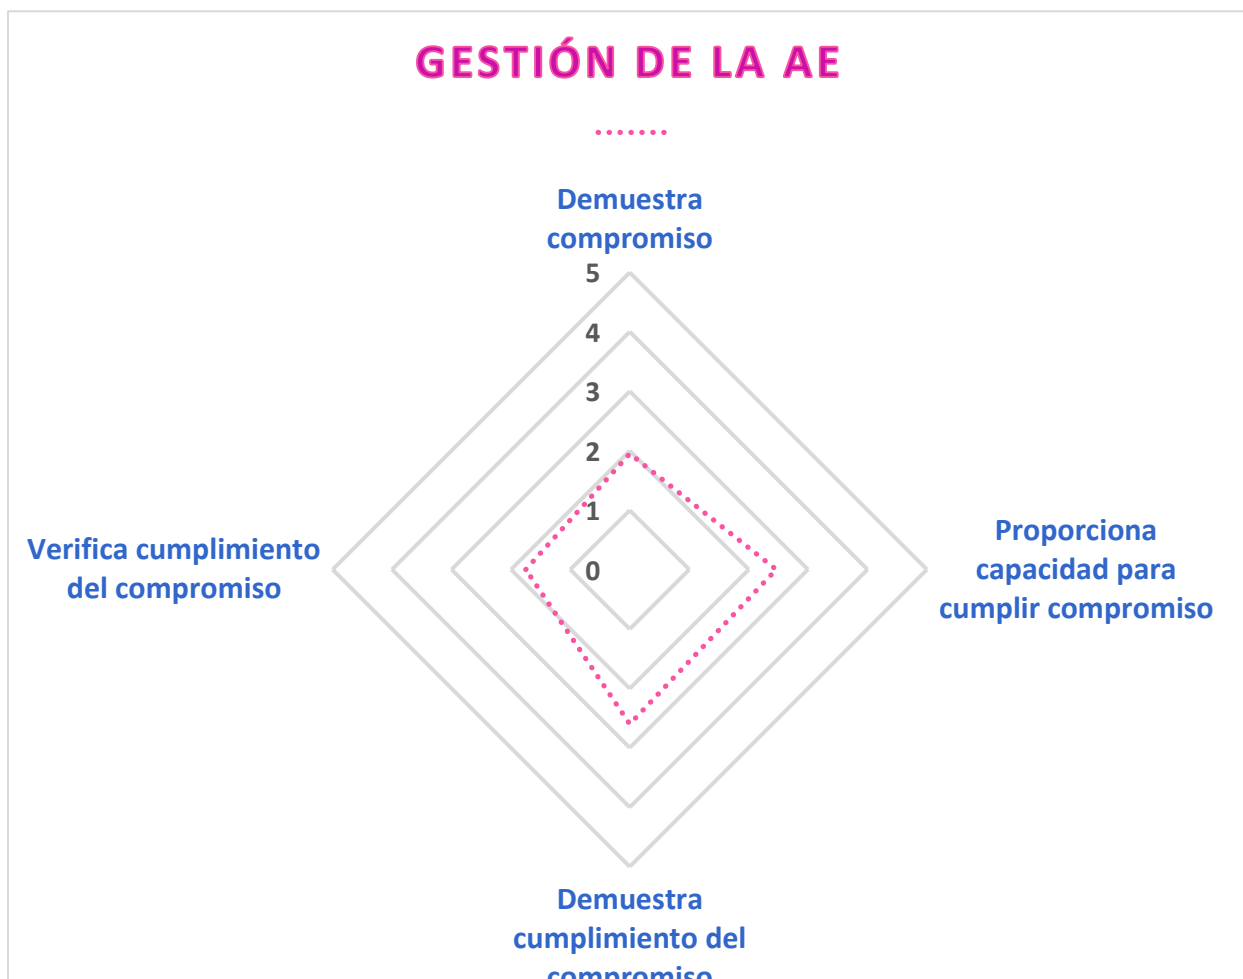 GESTIÓN DE LA AE
Demuestra
compromiso
5
4
3
2
1
0
Verifica cumplimiento
del compromiso
Proporciona
capacidad para
cumplir compromiso
Demuestra
cumplimiento del
compromiso